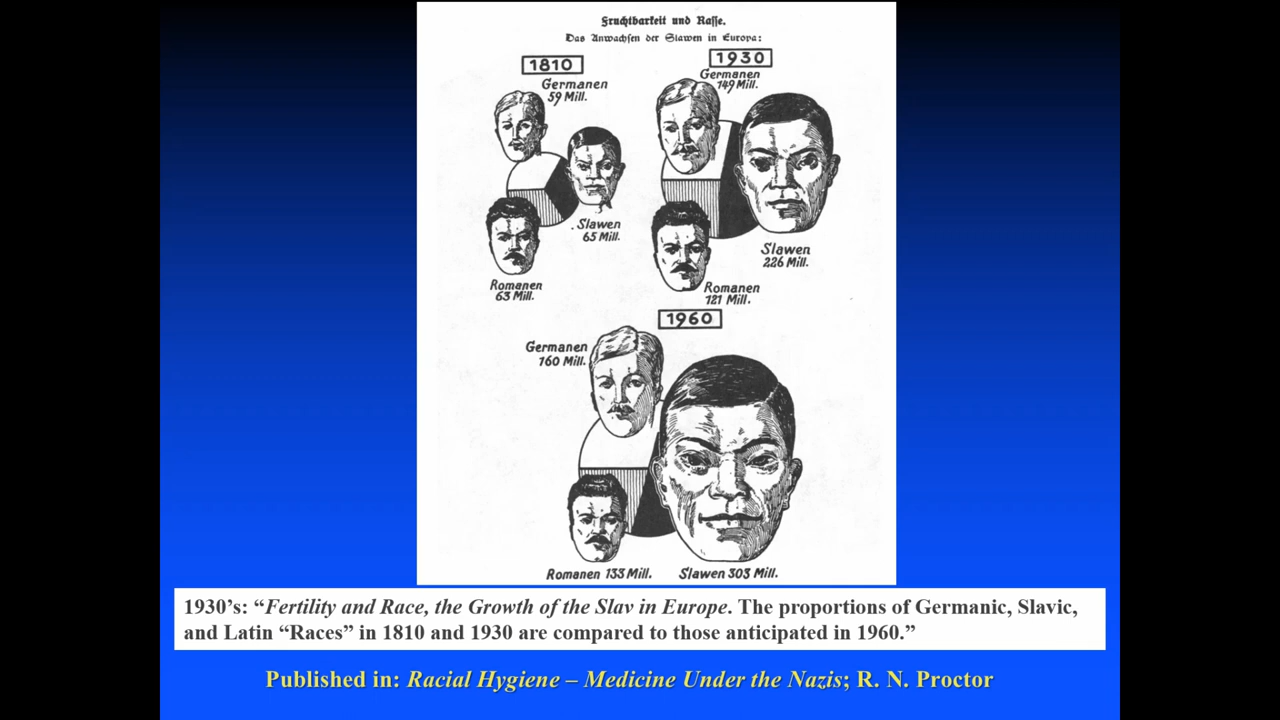 Fruchtbarkeit und Rasse.
Das Anwachsen der Slawen in Europa:
1810
Germanen
59 Mill.
Slawen
65 Mill.
Romanen
63 Mill.
1930
Germanen
149 Mill.
Slawen
226 Mill.
Romanen
121 Mill.
1960
Germanen
160 Mill.
Romanen 133 Mill.
Slawen 303 Mill.
1930’s: “Fertility and Race, the Growth of the Slav in Europe. The proportions of Germanic, Slavic,
and Latin “Races” in 1810 and 1930 are compared to those anticipated in 1960.”
Published in: Racial Hygiene – Medicine Under the Nazis; R. N. Proctor